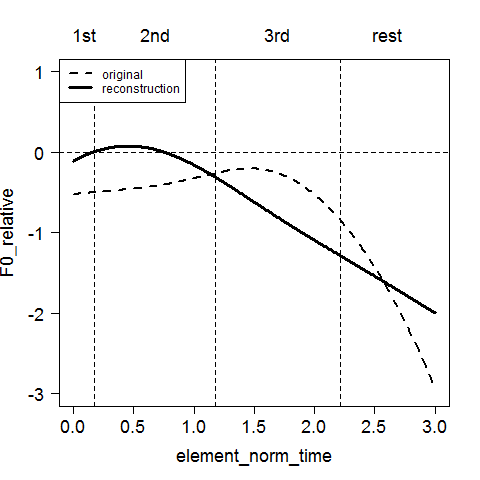 1st 2nd 3rd rest
original
reconstruction
1
0
-1
-2
-3
F0_relative
0.0 0.5 1.0 1.5 2.0 2.5 3.0
element_norm_time